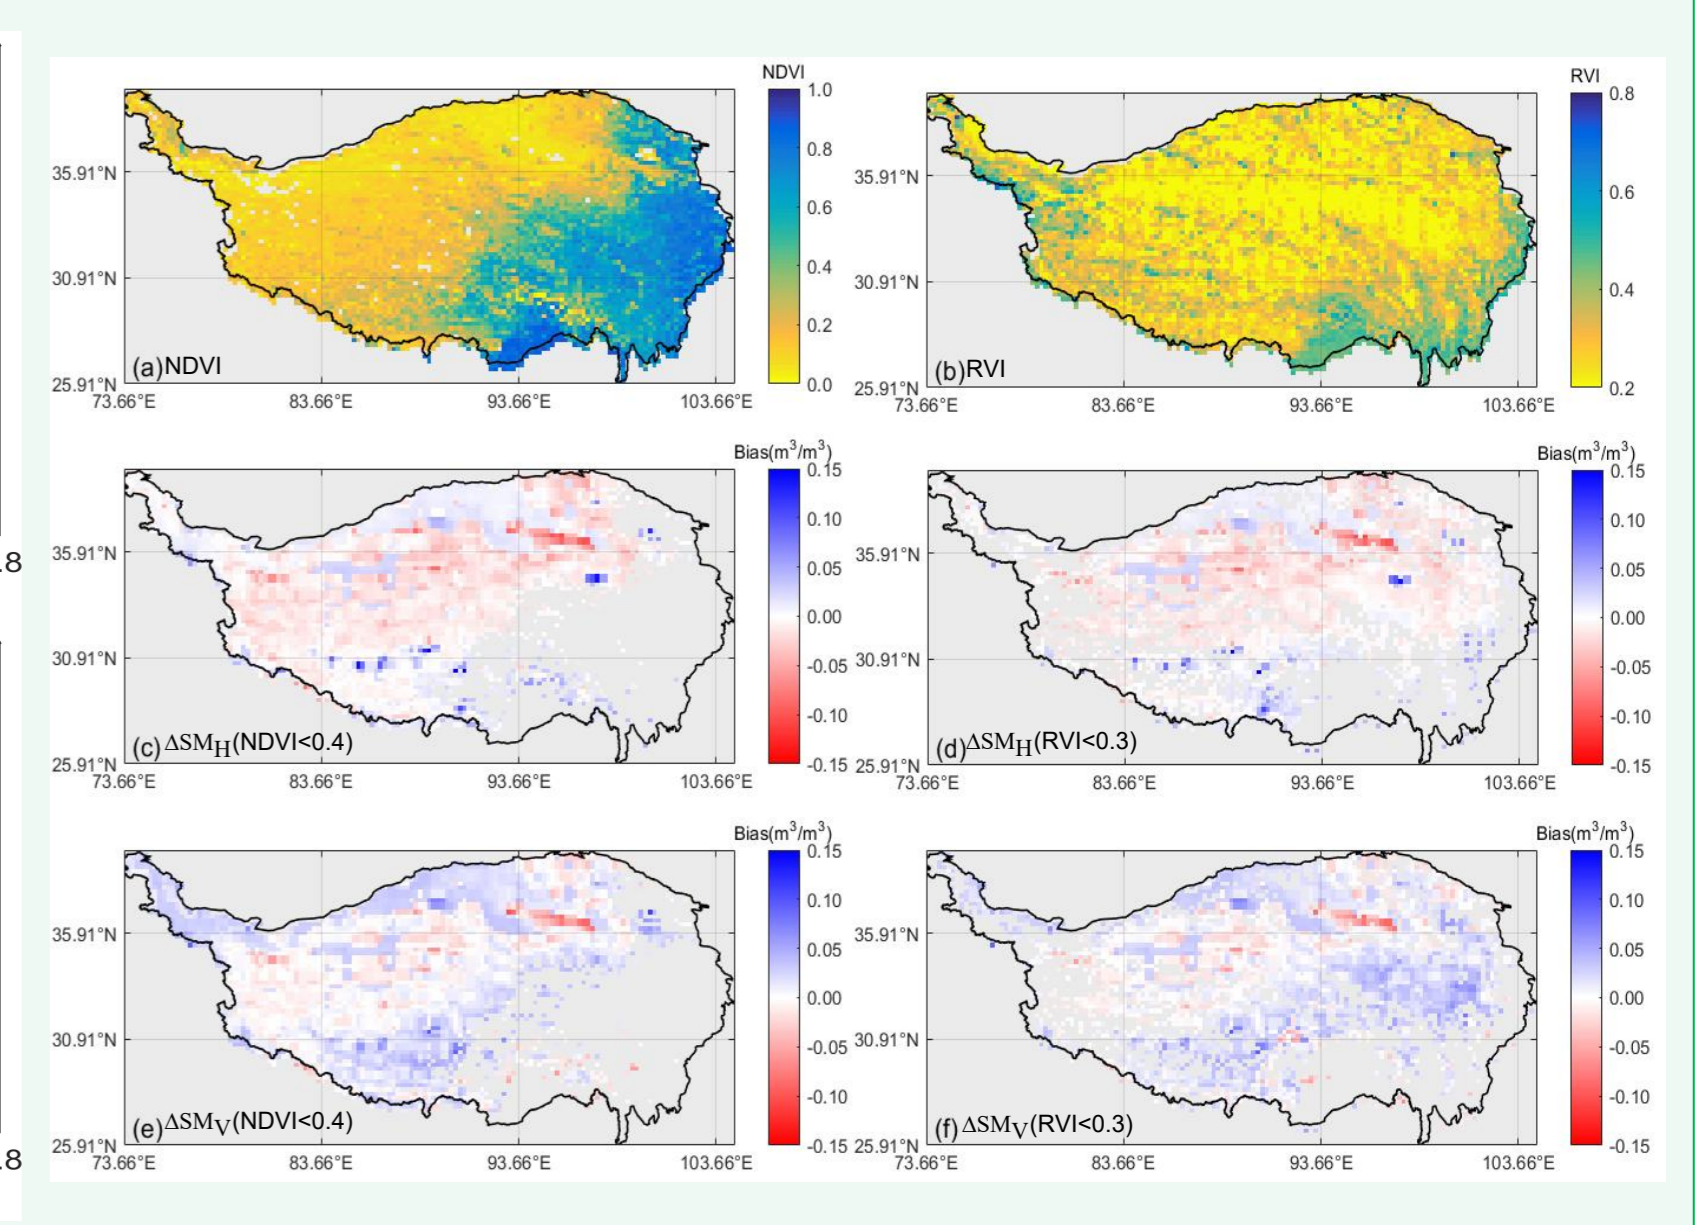 NDVI
1.0
0.8
0.6
0.4
0.2
0.0
35.91°N
30.91°N
25.91°N
73.66°E
83.66°E
93.66°E
103.66°E
(a)NDVI
RVI
0.8
0.6
0.4
0.2
35.91°N
30.91°N
25.91°N
73.66°E
83.66°E
93.66°E
103.66°E
(b)RVI
Bias(m³/m³)
0.15
0.10
0.05
0.00
-0.05
-0.10
-0.15
35.91°N
30.91°N
25.91°N
73.66°E
83.66°E
93.66°E
103.66°E
(c) ΔSM_H(NDVI<0.4)
Bias(m³/m³)
0.15
0.10
0.05
0.00
-0.05
-0.10
-0.15
35.91°N
30.91°N
25.91°N
73.66°E
83.66°E
93.66°E
103.66°E
(d) ΔSM_H(RVI<0.3)
Bias(m³/m³)
0.15
0.10
0.05
0.00
-0.05
-0.10
-0.15
35.91°N
30.91°N
25.91°N
73.66°E
83.66°E
93.66°E
103.66°E
(e) ΔSM_V(NDVI<0.4)
Bias(m³/m³)
0.15
0.10
0.05
0.00
-0.05
-0.10
-0.15
35.91°N
30.91°N
25.91°N
73.66°E
83.66°E
93.66°E
103.66°E
(f) ΔSM_V(RVI<0.3)
.8
.8